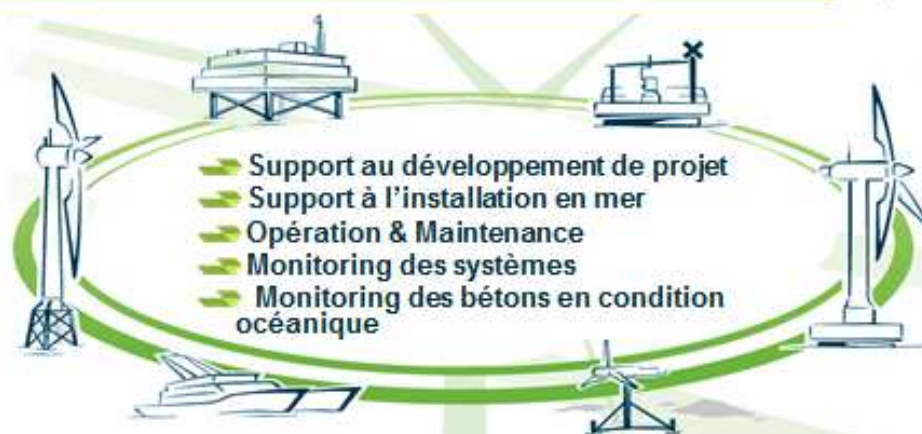 Support au développement de projet
Support à l'installation en mer
Opération & Maintenance
Monitoring des systèmes
Monitoring des bétons en condition
océanique